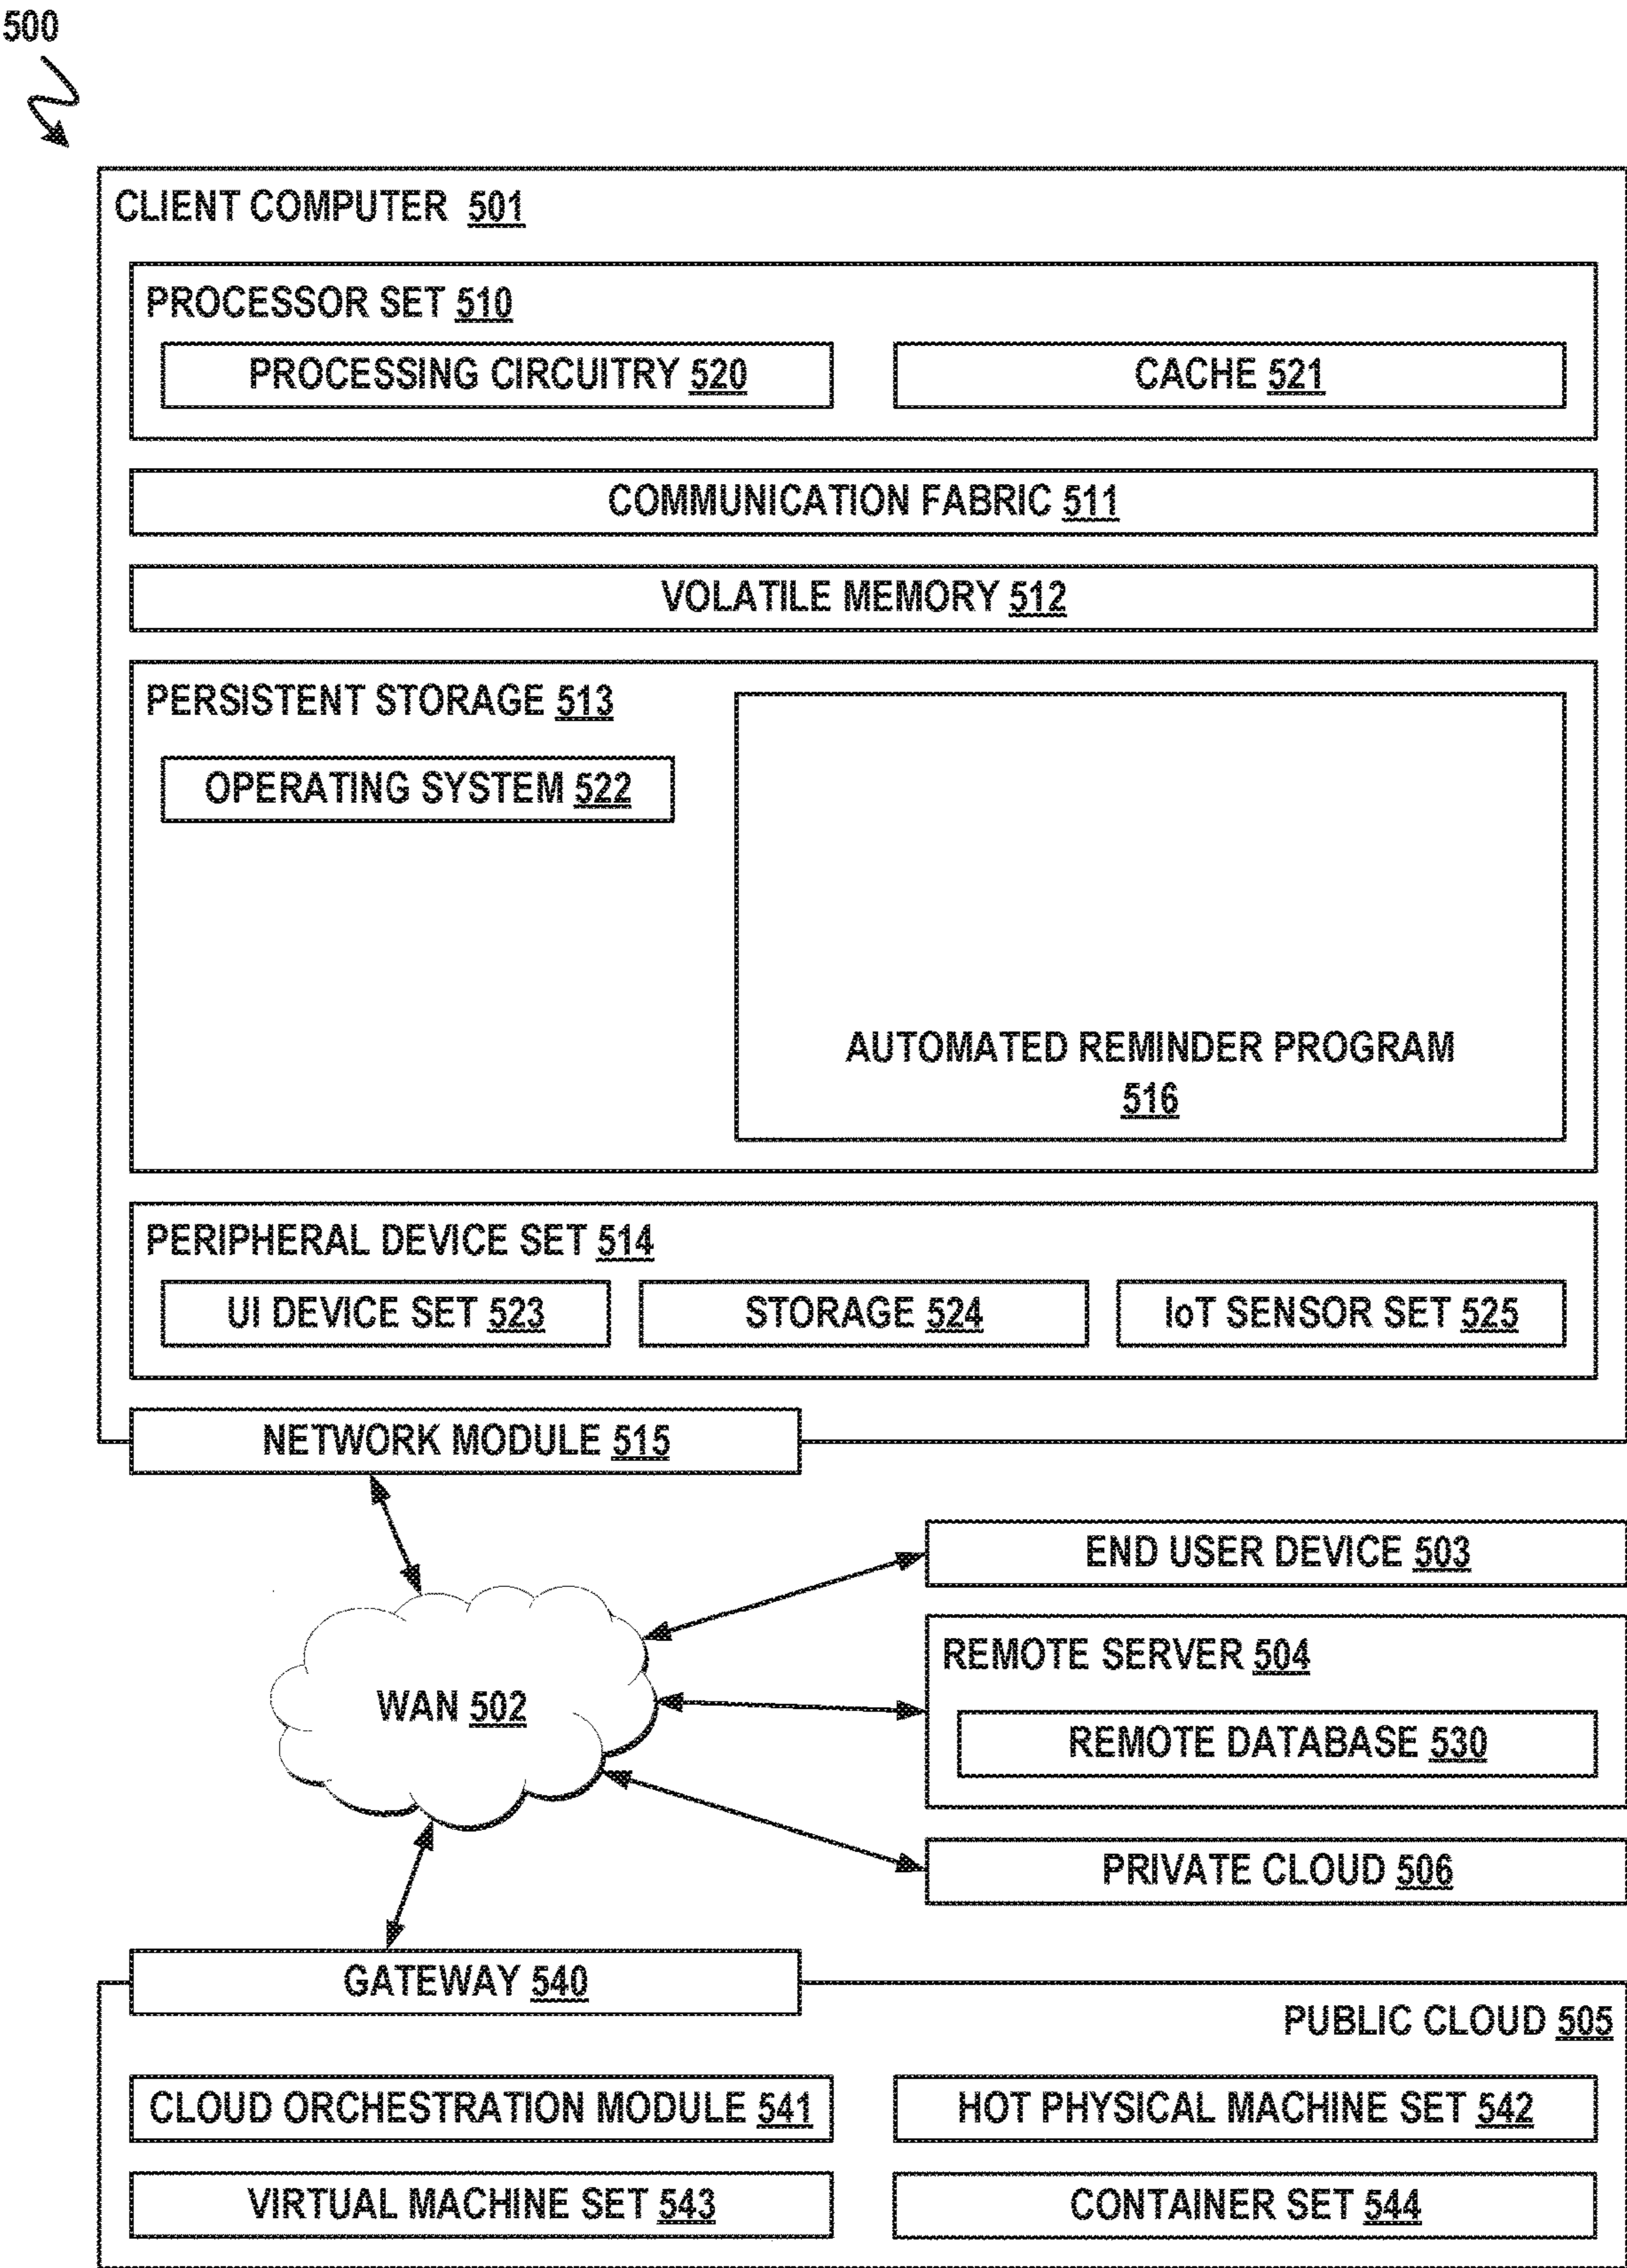 500
CLIENT COMPUTER 501
PROCESSOR SET 510
PROCESSING CIRCUITRY 520
CACHE 521
COMMUNICATION FABRIC 511
VOLATILE MEMORY 512
PERSISTENT STORAGE 513
OPERATING SYSTEM 522
AUTOMATED REMINDER PROGRAM
516
PERIPHERAL DEVICE SET 514
UI DEVICE SET 523
STORAGE 524
IoT SENSOR SET 525
NETWORK MODULE 515
END USER DEVICE 503
REMOTE SERVER 504
WAN 502
REMOTE DATABASE 530
PRIVATE CLOUD 506
GATEWAY 540
PUBLIC CLOUD 505
CLOUD ORCHESTRATION MODULE 541
HOT PHYSICAL MACHINE SET 542
VIRTUAL MACHINE SET 543
CONTAINER SET 544